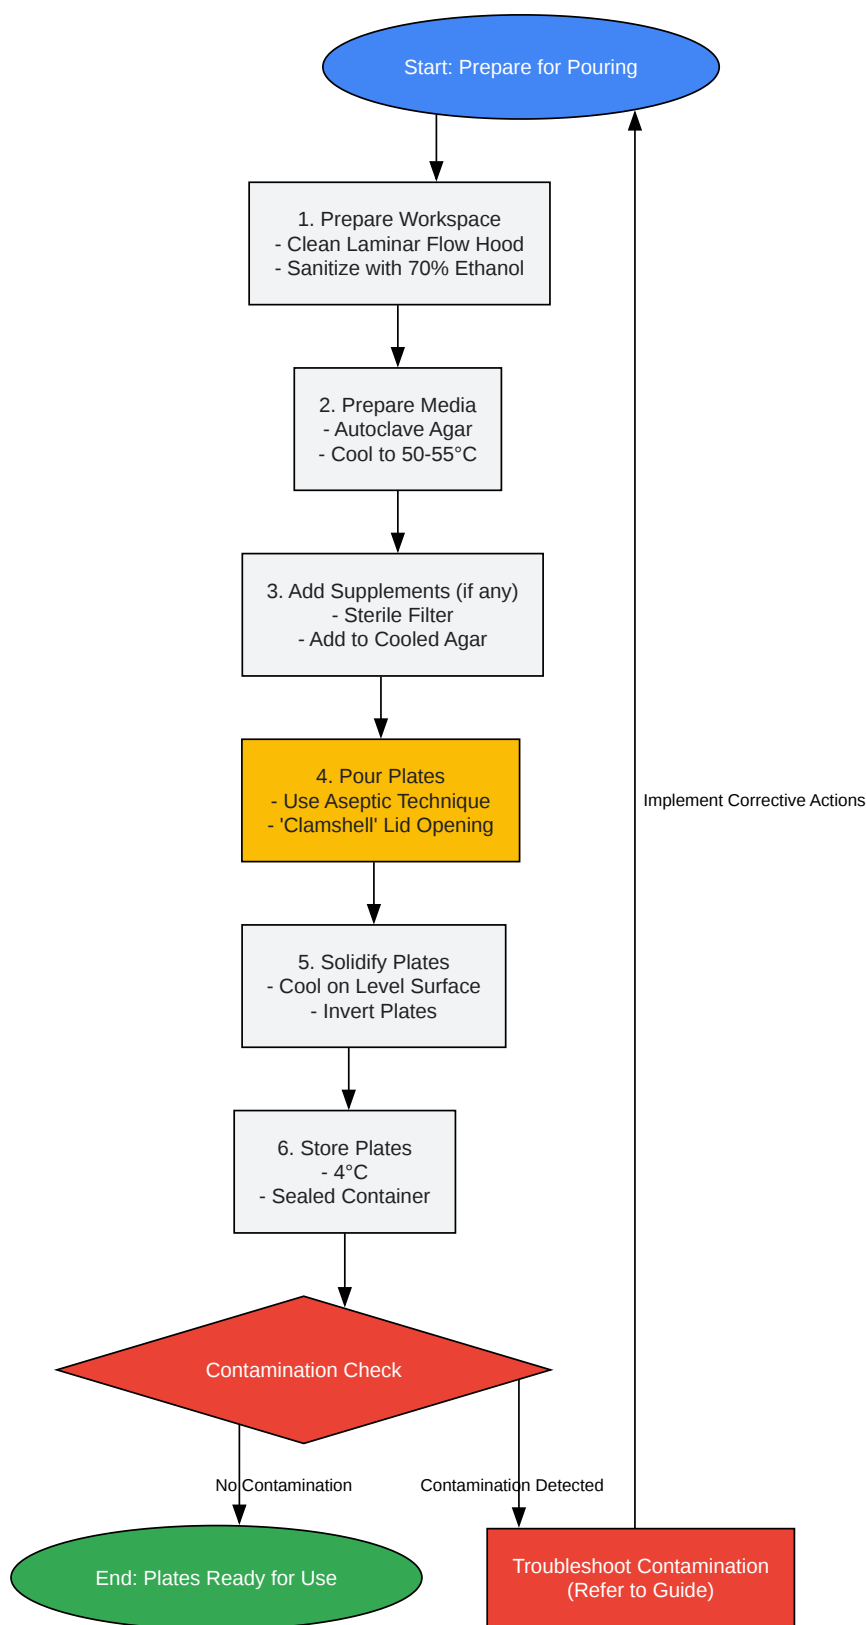 Start: Prepare for Pouring
1. Prepare Workspace
- Clean Laminar Flow Hood
- Sanitize with 70% Ethanol
2. Prepare Media
- Autoclave Agar
- Cool to 50-55°C
3. Add Supplements (if any)
- Sterile Filter
- Add to Cooled Agar
4. Pour Plates
- Use Aseptic Technique
- 'Clamshell' Lid Opening
Implement Corrective Actions
5. Solidify Plates
- Cool on Level Surface
- Invert Plates
6. Store Plates
- 4°C
- Sealed Container
Contamination Check
No Contamination
Contamination Detected
End: Plates Ready for Use
Troubleshoot Contamination
(Refer to Guide)